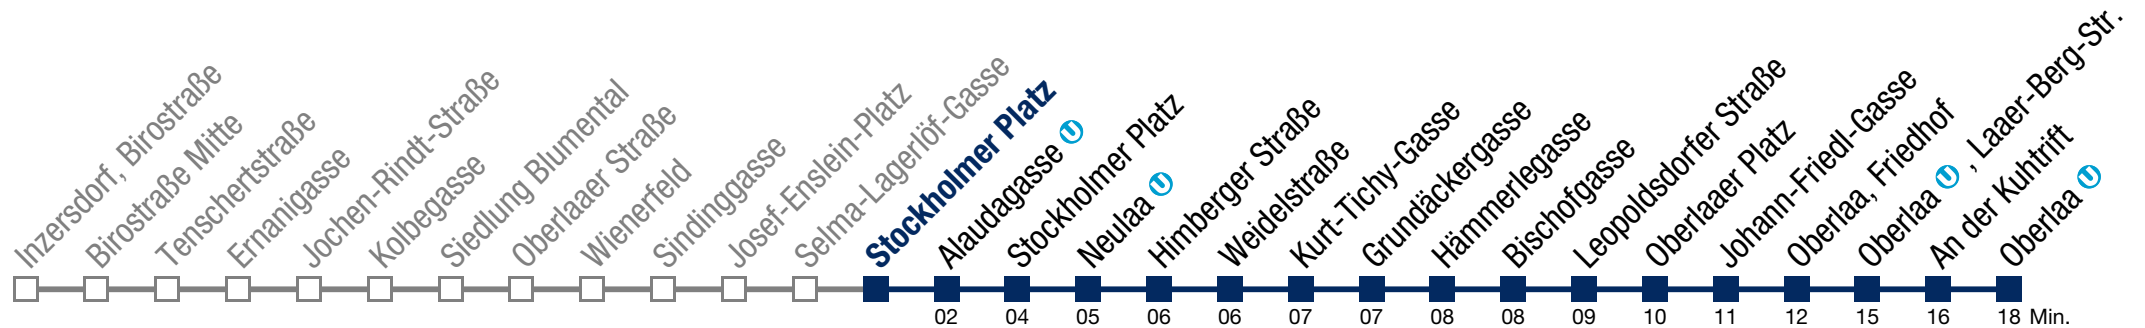 Inzersdorf, Birostraße
Birostraße Mitte
Tenschertstraße
Ernanigasse
Jochen-Rindt-Straße
Kolbegasse
Siedlung Blumental
Oberlaaer Straße
Wienerfeld
Sindinggasse
Josef-Enslein-Platz
Selma-Lagerlöf-Gasse
Stockholmer Platz
Alaudagasse U
Stockholmer Platz
Neulaa U
Himberger Straße
Weidelstraße
Kurt-Tichy-Gasse
Grundäckergasse
Hämmerlegasse
Bischofgasse
Leopoldsdorfer Straße
Oberlaaer Platz
Johann-Friedl-Gasse
Oberlaa, Friedhof
Oberlaa U , Laaer-Berg-Str.
An der Kuhtrift
Oberlaa U
02 04 05 06 06 07 07 08 08 09 10 11 12 15 16 18 Min.